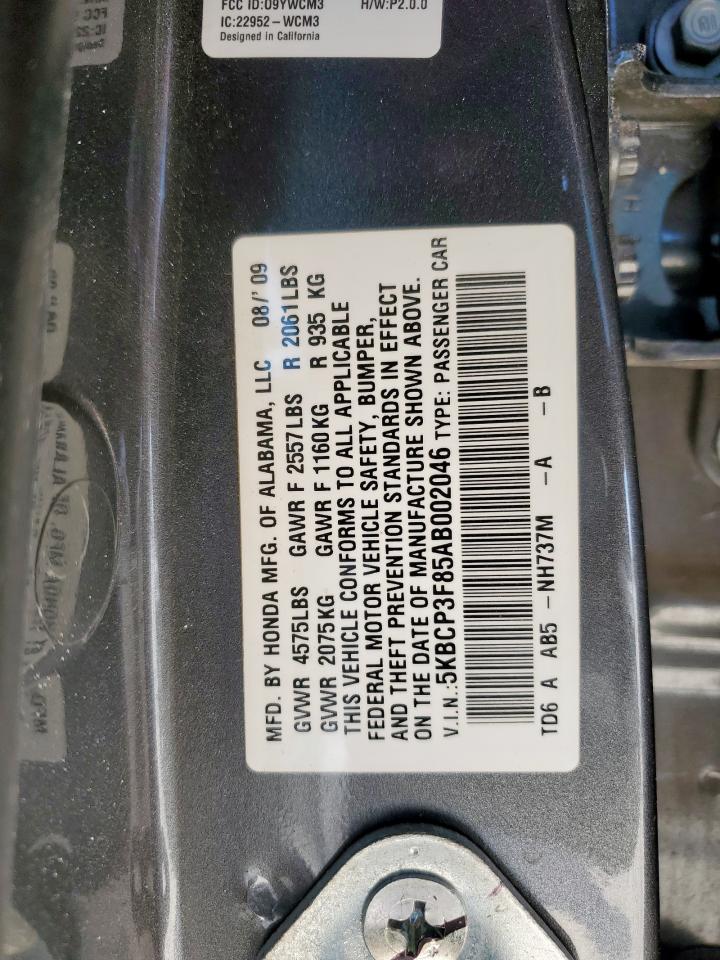 FCC ID:O9YWCM3 H/W:P2.0.0
IC:22952-WCM3
Designed in California
MFD. BY HONDA MFG. OF ALABAMA, LLC 08/'09
GVWR 4575LBS GAWR F 2557LBS R 2061LBS
GVWR 2075KG GAWR F 1160KG R 935 KG
THIS VEHICLE CONFORMS TO ALL APPLICABLE
FEDERAL MOTOR VEHICLE SAFETY, BUMPER,
AND THEFT PREVENTION STANDARDS IN EFFECT
ON THE DATE OF MANUFACTURE SHOWN ABOVE.
V.I.N.:5KBCP3F85AB002046 TYPE: PASSENGER CAR
TD6 A AB5 -NH737M -A -B